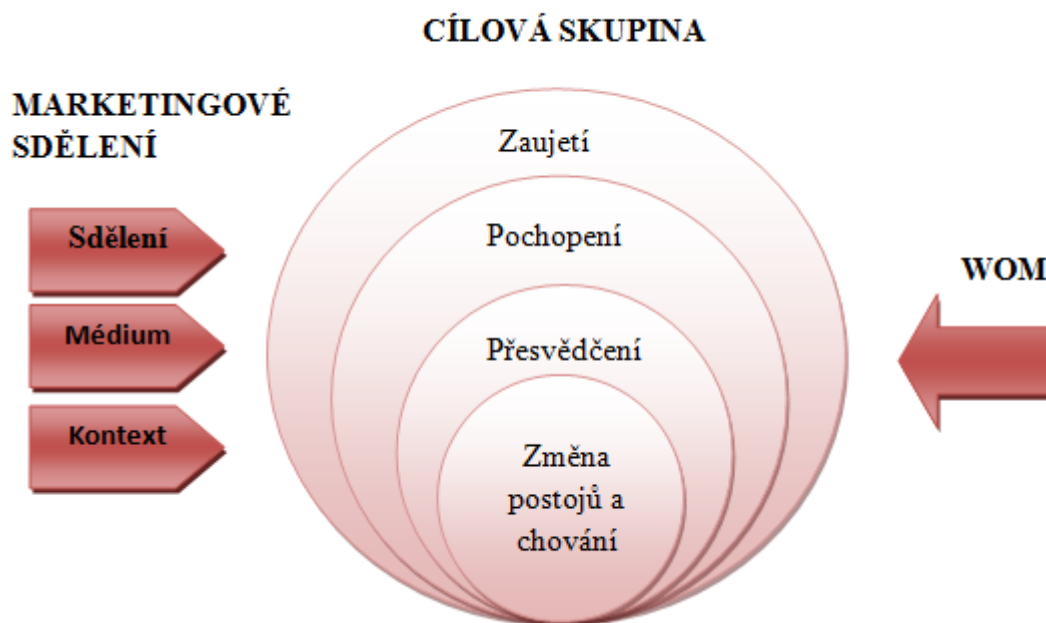 CÍLOVÁ SKUPINA
MARKETINGOVÉ
SDĚLENÍ
Sdělení
Médium
Kontext
Zaujetí
Pochopení
Přesvědčení
Změna
postojů a
chování
WOM